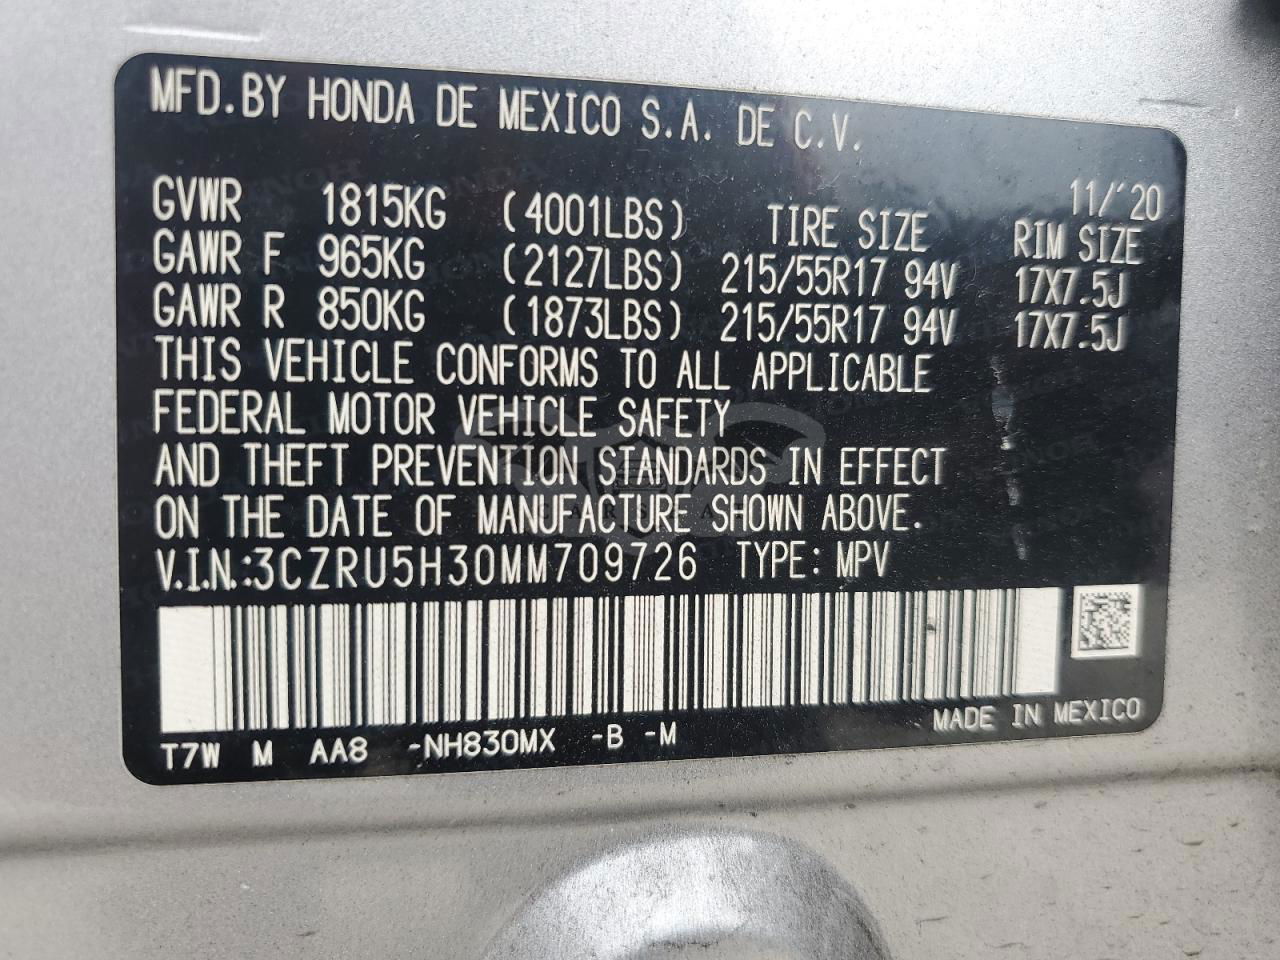 MFD.BY HONDA DE MEXICO S.A. DE C.V.
11/'20
GVWR 1815KG (4001LBS) TIRE SIZE RIM SIZE
GAWR F 965KG (2127LBS) 215/55R17 94V 17X7.5J
GAWR R 850KG (1873LBS) 215/55R17 94V 17X7.5J
THIS VEHICLE CONFORMS TO ALL APPLICABLE
FEDERAL MOTOR VEHICLE SAFETY
AND THEFT PREVENTION STANDARDS IN EFFECT
ON THE DATE OF MANUFACTURE SHOWN ABOVE.
V.I.N.:3CZRU5H30MM709726 TYPE: MPV
MADE IN MEXICO
T7W M AA8 -NH830MX -B -M